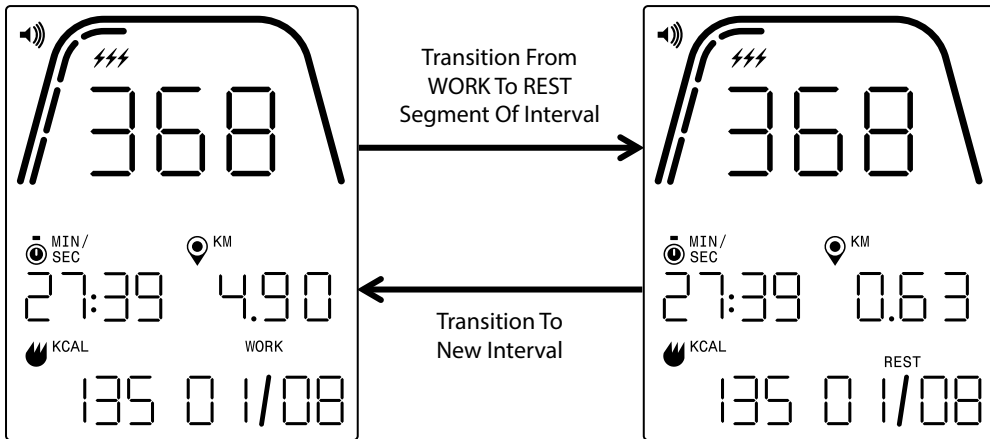 368
MIN/
SEC
KM
27:39
4.90
KCAL
WORK
135
01/08
Transition From
WORK To REST
Segment Of Interval
Transition To
New Interval
368
MIN/
SEC
KM
27:39
0.63
KCAL
REST
135
01/08